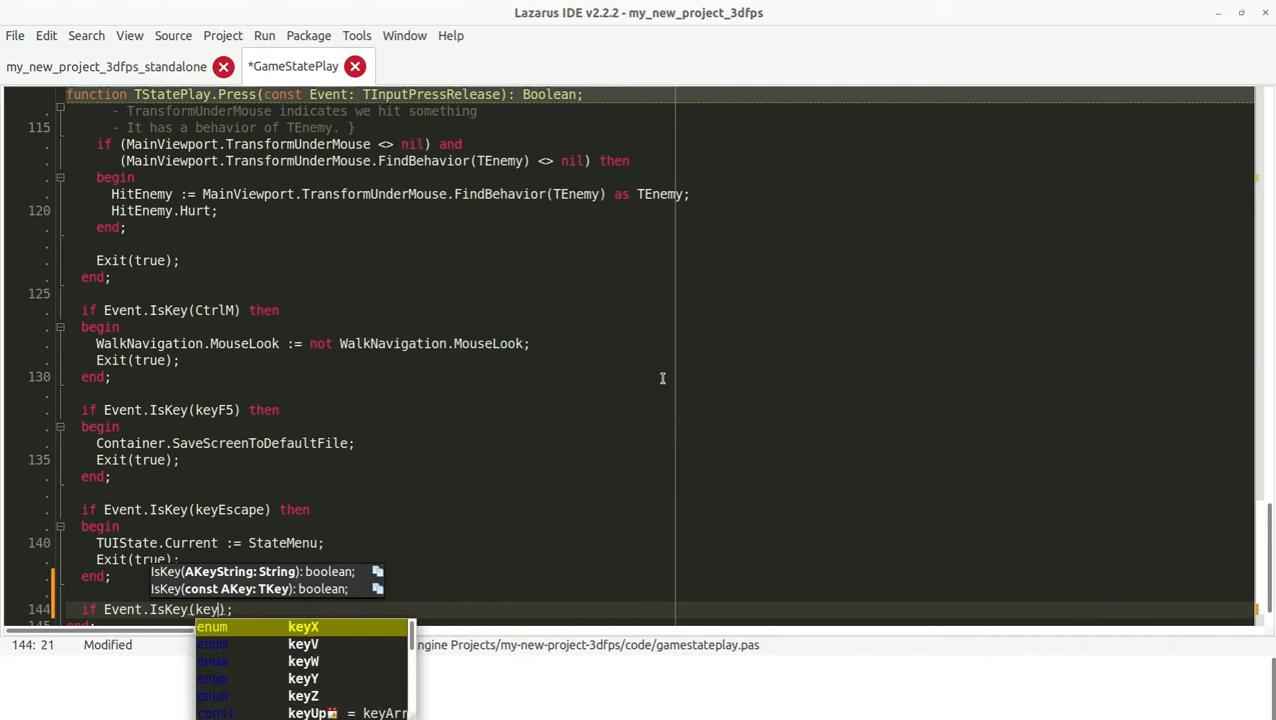 Lazarus IDE v2.2.2 - my_new_project_3dfps
File Edit Search View Source Project Run Package Tools Window Help
my_new_project_3dfps_standalone *GameStatePlay
function TStatePlay.Press(const Event: TInputPressRelease): Boolean;
- TransformUnderMouse indicates we hit something
115 - It has a behavior of TEnemy. }
if (MainViewport.TransformUnderMouse <> nil) and
(MainViewport.TransformUnderMouse.FindBehavior(TEnemy) <> nil) then
begin
HitEnemy := MainViewport.TransformUnderMouse.FindBehavior(TEnemy) as TEnemy;
120 HitEnemy.Hurt;
end;
Exit(true);
end;
125
if Event.IsKey(CtrlM) then
begin
WalkNavigation.MouseLook := not WalkNavigation.MouseLook;
Exit(true);
130 end;
if Event.IsKey(keyF5) then
begin
Container.SaveScreenToDefaultFile;
135 Exit(true);
end;
if Event.IsKey(keyEscape) then
begin
140 TUIState.Current := StateMenu;
Exit(true);
IsKey(AKeyString: String): boolean;
end;
IsKey(const AKey: TKey): boolean;
144 if Event.IsKey(key);
145 end;
enum keyX
enum keyV
enum keyW
enum keyY
enum keyZ
const keyUp = keyArr
144: 21 Modified ngine Projects/my-new-project-3dfps/code/gamestateplay.pas